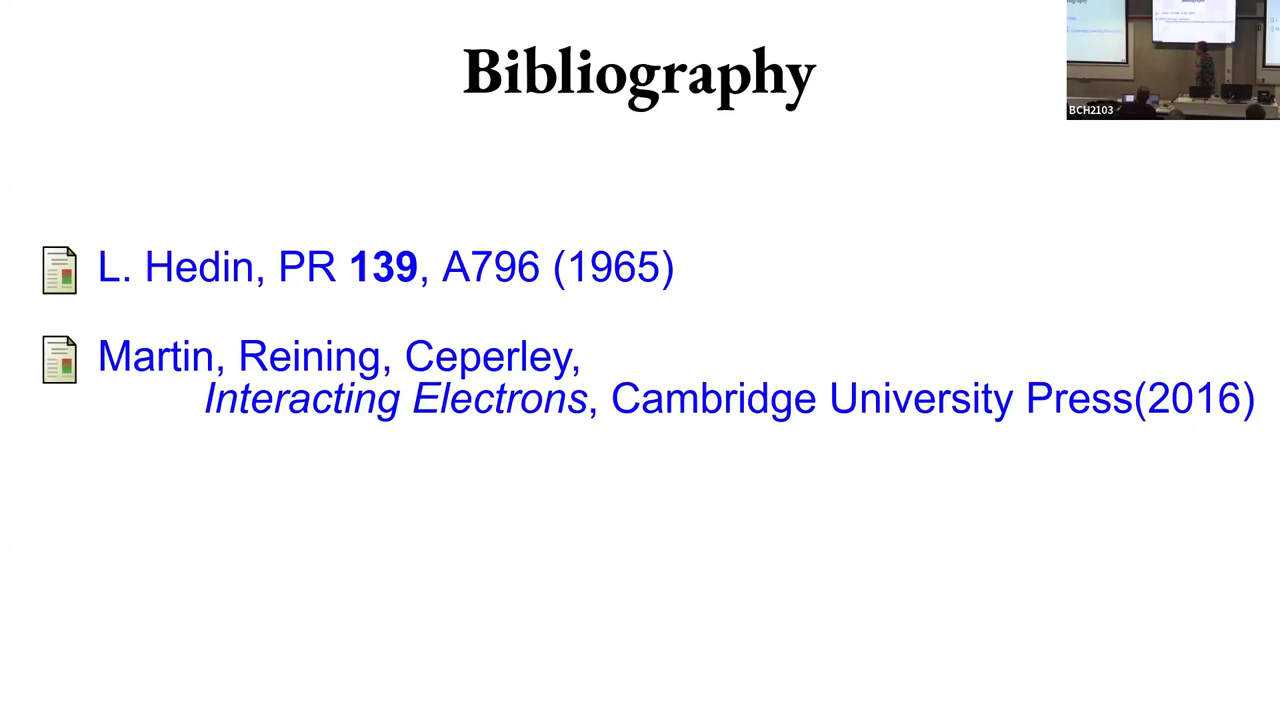 Bibliography
BCH2103
L. Hedin, PR 139, A796 (1965)
Martin, Reining, Ceperley,
Interacting Electrons, Cambridge University Press(2016)